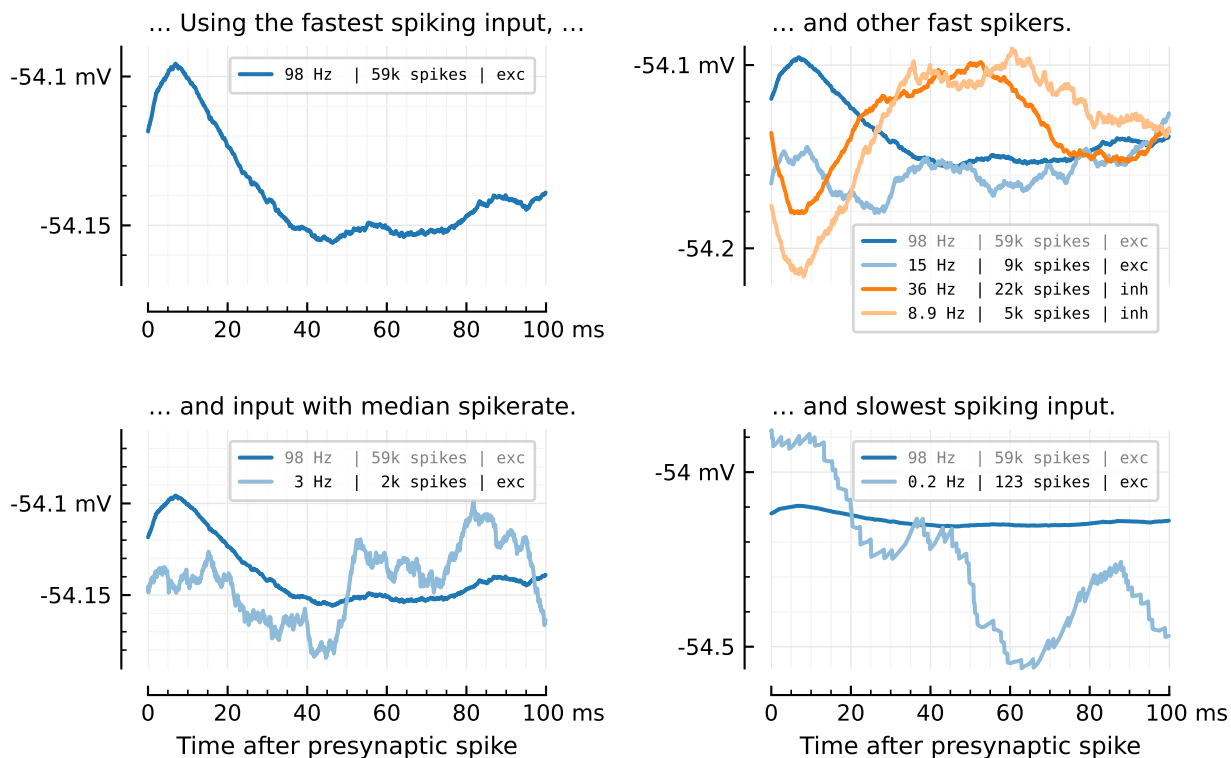 … Using the fastest spiking input, …
-54.1 mV
-54.15
98 Hz | 59k spikes | exc
0 20 40 60 80 100 ms
… and other fast spikers.
-54.1 mV
-54.2
98 Hz | 59k spikes | exc
15 Hz | 9k spikes | exc
36 Hz | 22k spikes | inh
8.9 Hz | 5k spikes | inh
0 20 40 60 80 100 ms
… and input with median spikerate.
-54.1 mV
-54.15
98 Hz | 59k spikes | exc
3 Hz | 2k spikes | exc
0 20 40 60 80 100 ms
Time after presynaptic spike
… and slowest spiking input.
-54 mV
-54.5
98 Hz | 59k spikes | exc
0.2 Hz | 123 spikes | exc
0 20 40 60 80 100 ms
Time after presynaptic spike